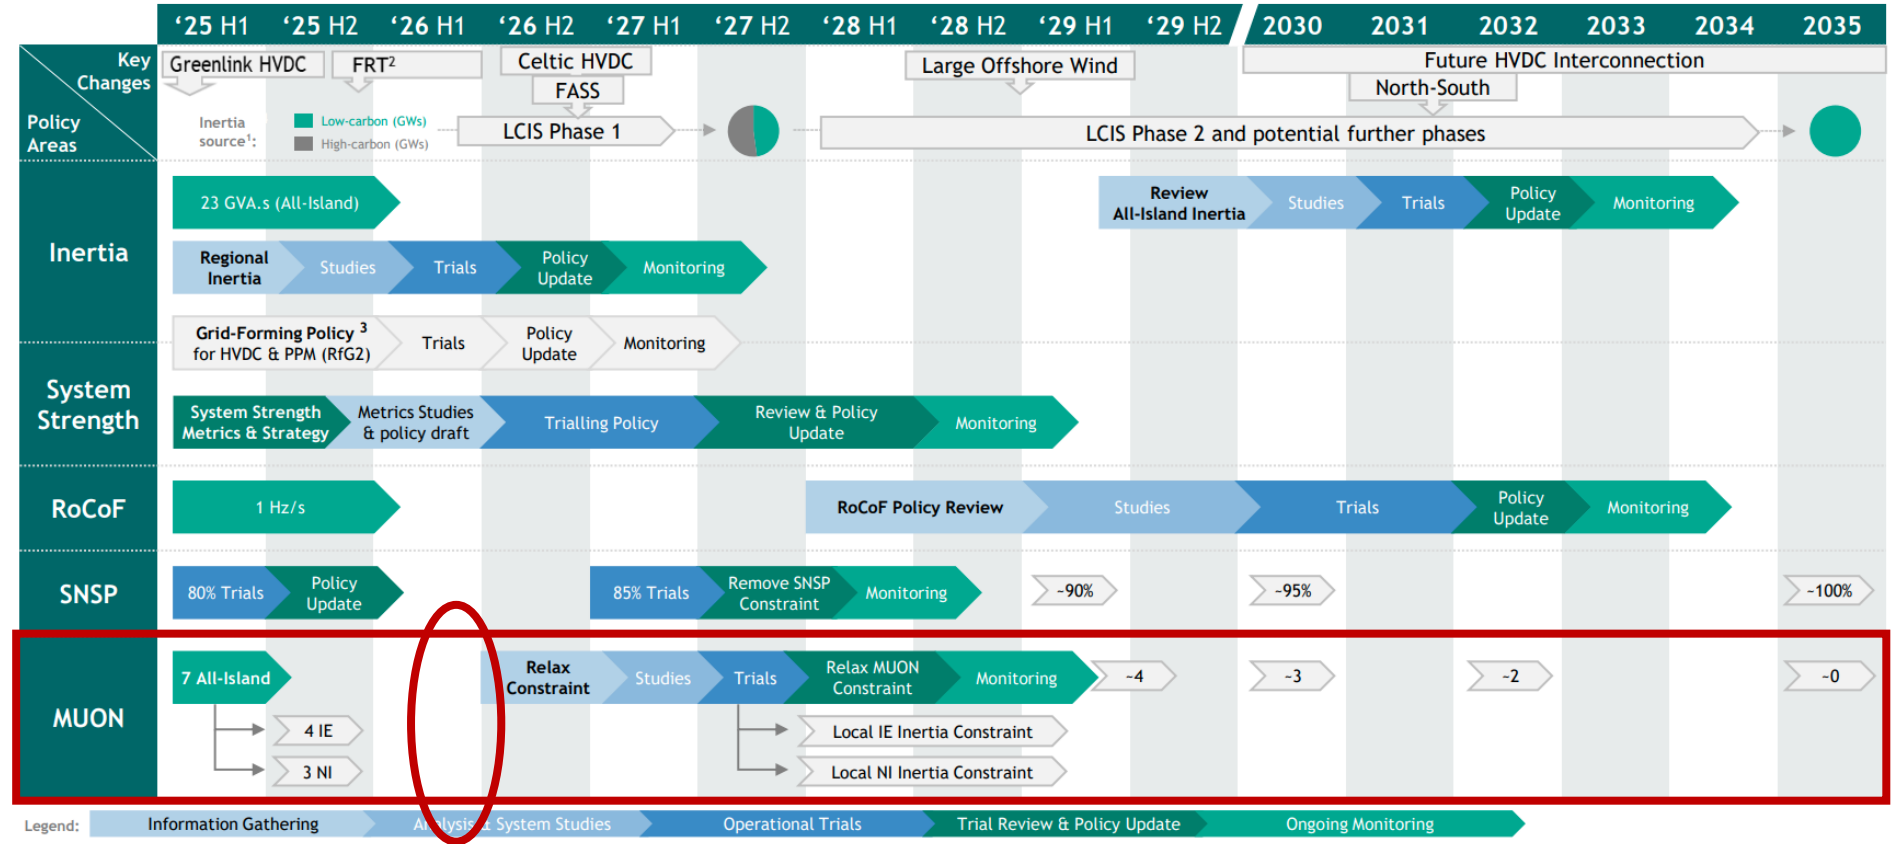 ‘25 H1 ‘25 H2 ‘26 H1 ‘26 H2 ‘27 H1 ‘27 H2 ‘28 H1 ‘28 H2 ‘29 H1 ‘29 H2 2030 2031 2032 2033 2034 2035
Key
Changes
Policy
Areas
Greenlink HVDC
FRT²
Celtic HVDC
FASS
Large Offshore Wind
Future HVDC Interconnection
North-South
Inertia
source¹:
Low-carbon (GWs)
High-carbon (GWs)
LCIS Phase 1
LCIS Phase 2 and potential further phases
Inertia
23 GVA.s (All-Island)
Review
All-Island Inertia
Studies
Trials
Policy
Update
Monitoring
Regional
Inertia
Studies
Trials
Policy
Update
Monitoring
Grid-Forming Policy ³
for HVDC & PPM (RfG2)
Trials
Policy
Update
Monitoring
System
Strength
System Strength
Metrics & Strategy
Metrics Studies
& policy draft
Trialling Policy
Review & Policy
Update
Monitoring
RoCoF
1 Hz/s
RoCoF Policy Review
Studies
Trials
Policy
Update
Monitoring
SNSP
80% Trials
Policy
Update
85% Trials
Remove SNSP
Constraint
Monitoring
~90%
~95%
~100%
MUON
7 All-Island
Relax
Constraint
Studies
Trials
Relax MUON
Constraint
Monitoring
~4
~3
~2
~0
4 IE
Local IE Inertia Constraint
3 NI
Local NI Inertia Constraint
Legend:
Information Gathering
Analysis & System Studies
Operational Trials
Trial Review & Policy Update
Ongoing Monitoring